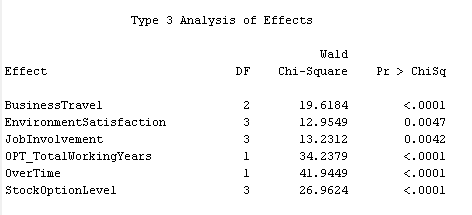 Type 3 Analysis of Effects
Wald
Effect DF Chi-Square Pr > ChiSq
BusinessTravel 2 19.6184 <.0001
EnvironmentSatisfaction 3 12.9549 0.0047
JobInvolvement 3 13.2312 0.0042
OPT_TotalWorkingYears 1 34.2379 <.0001
OverTime 1 41.9449 <.0001
StockOptionLevel 3 26.9624 <.0001